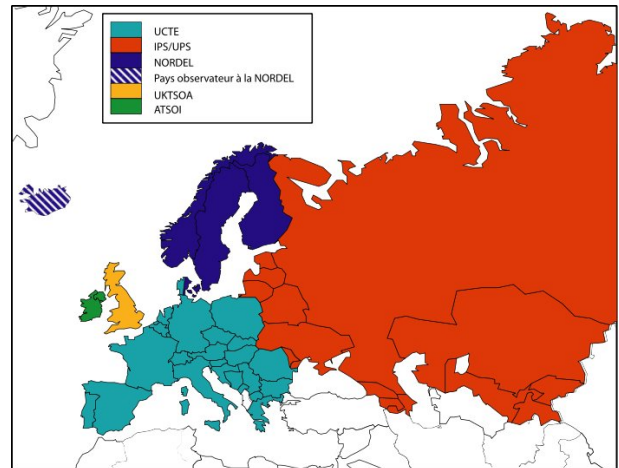 UCTE
IPS/UPS
NORDEL
Pays observateur à la NORDEL
UKTSOA
ATSOI